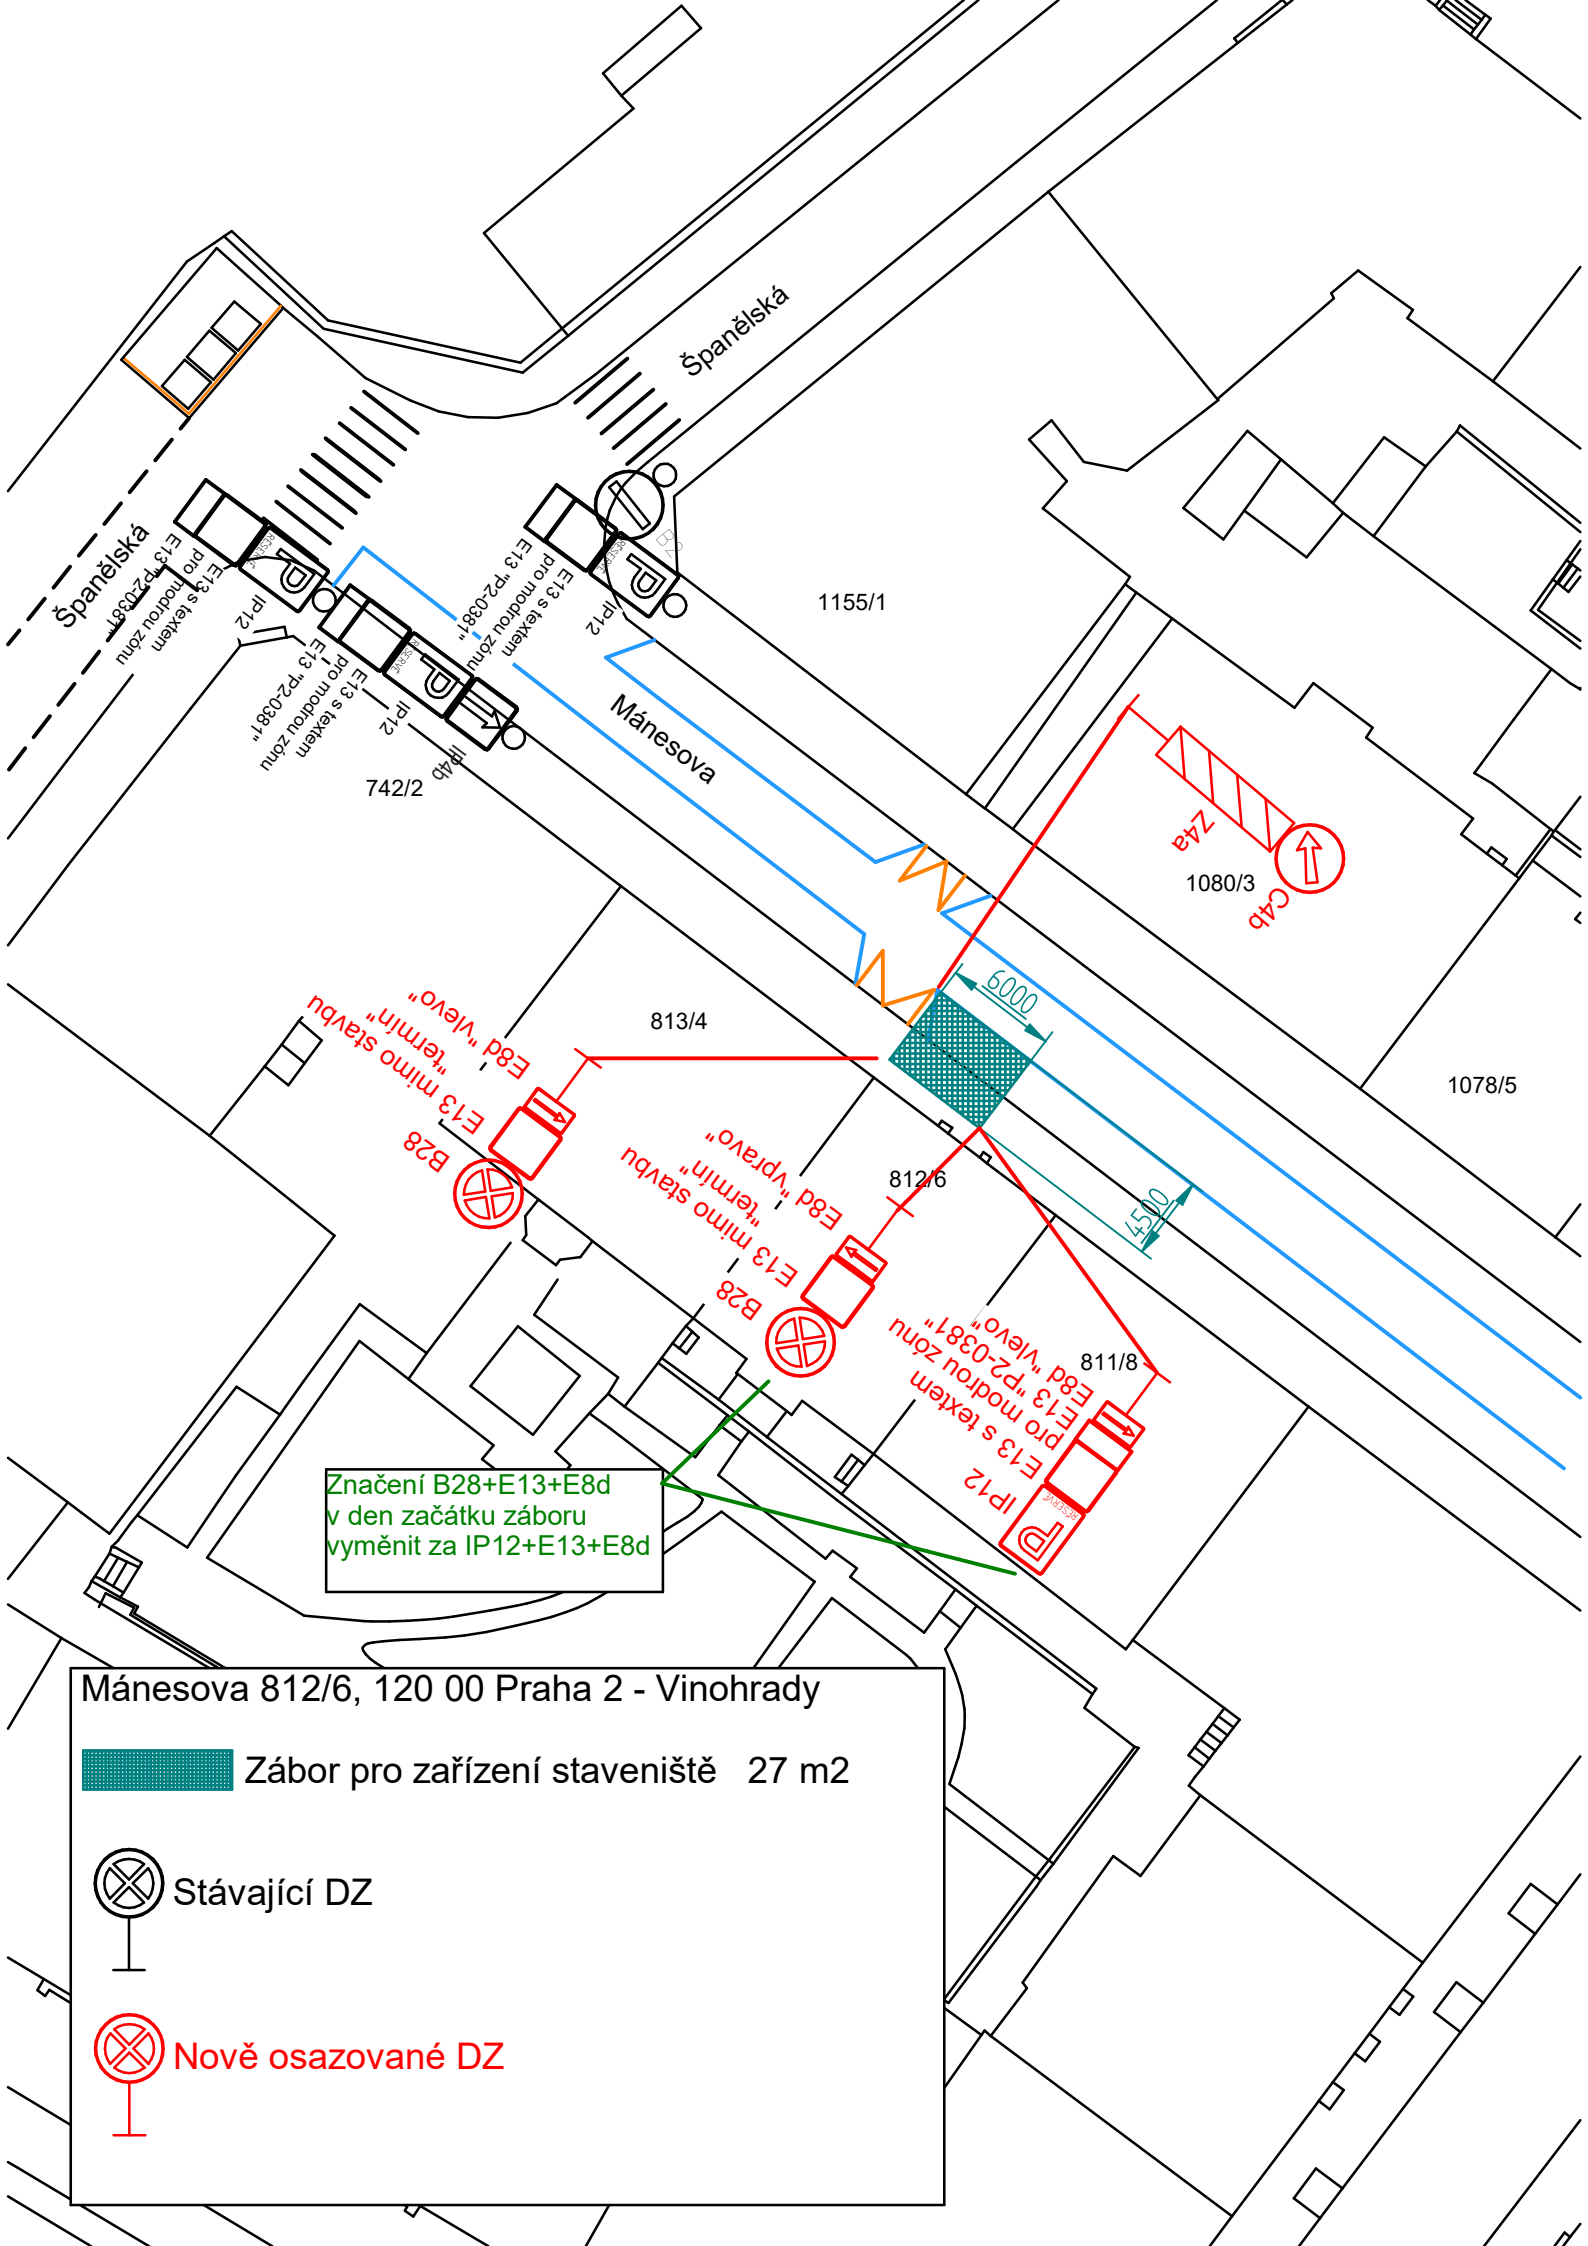 Španělská
Španělská
E13 "P2-0381"
E13 s textem
pro modrou zónu
RESERVÉ
P
IP12
E13 "P2-0381"
E13 s textem
pro modrou zónu
RESERVÉ
P
IP12
IP4b
E13 "P2-0381"
E13 s textem
pro modrou zónu
RESERVÉ
P
IP12
B2
1155/1
Mánesova
742/2
Z4a
C4b
1080/3
1078/5
6000
4500
813/4
812/6
811/8
E8d "vlevo"
E13 mimo stavbu
"termín"
B28
E8d "vpravo"
E13 mimo stavbu
"termín"
B28
E8d "vlevo"
E13 "P2-0381"
E13 s textem
pro modrou zónu
IP12
RESERVÉ
P
Značení B28+E13+E8d
v den začátku záboru
vyměnit za IP12+E13+E8d
Mánesova 812/6, 120 00 Praha 2 - Vinohrady
Zábor pro zařízení staveniště 27 m2
Stávající DZ
Nově osazované DZ